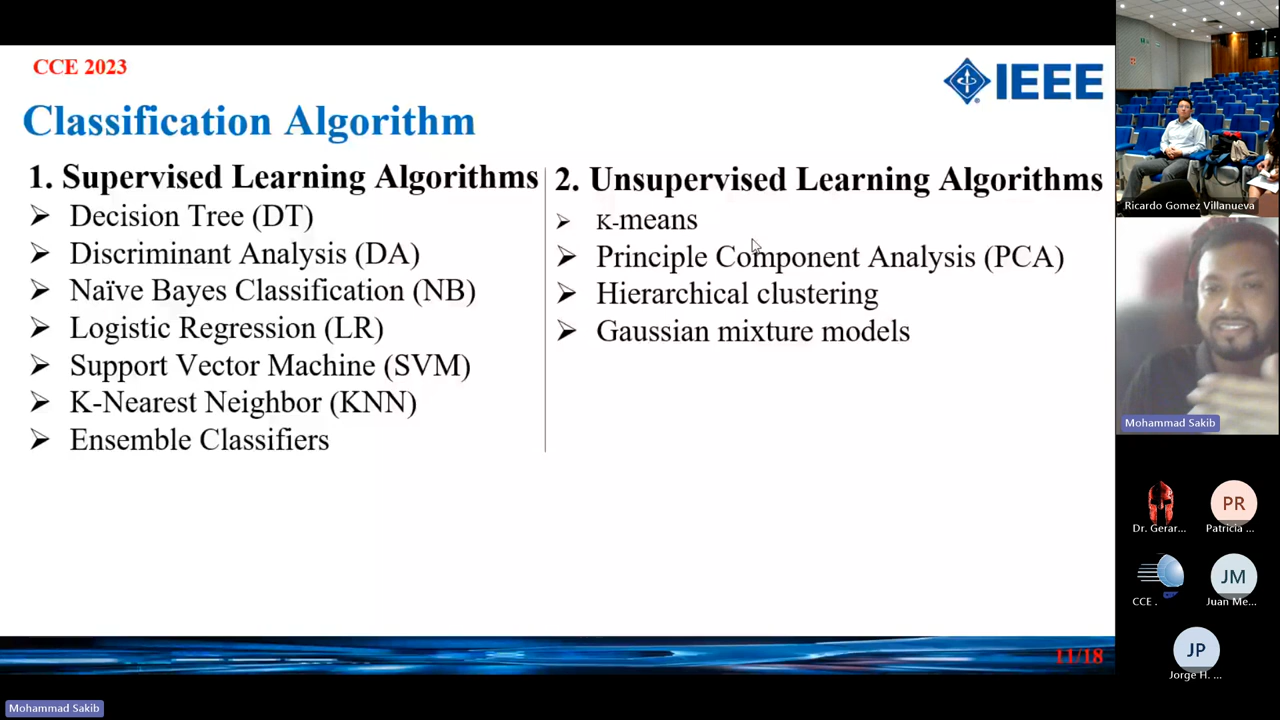 CCE 2023
IEEE
Classification Algorithm
1. Supervised Learning Algorithms
➢ Decision Tree (DT)
➢ Discriminant Analysis (DA)
➢ Naïve Bayes Classification (NB)
➢ Logistic Regression (LR)
➢ Support Vector Machine (SVM)
➢ K-Nearest Neighbor (KNN)
➢ Ensemble Classifiers
2. Unsupervised Learning Algorithms
➢ K-means
➢ Principle Component Analysis (PCA)
➢ Hierarchical clustering
➢ Gaussian mixture models
11/18
Ricardo Gomez Villanueva
Mohammad Sakib
Dr. Gerar...
PR
Patricia ...
CCE .
JM
Juan Me...
JP
Jorge H. ...
Mohammad Sakib